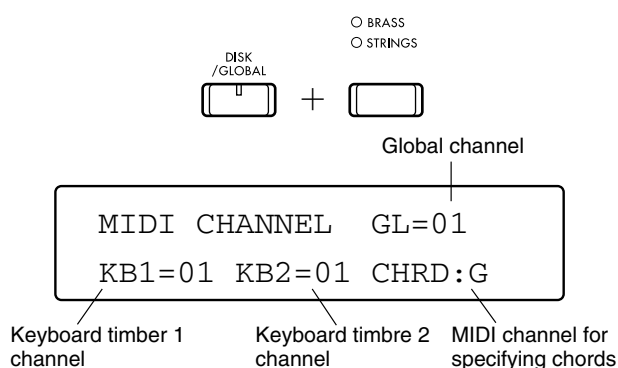 BRASS
STRINGS
DISK
/GLOBAL
+
Global channel
MIDI CHANNEL GL=01
KB1=01 KB2=01 CHRD:G
Keyboard timber 1
channel
Keyboard timbre 2
channel
MIDI channel for
specifying chords